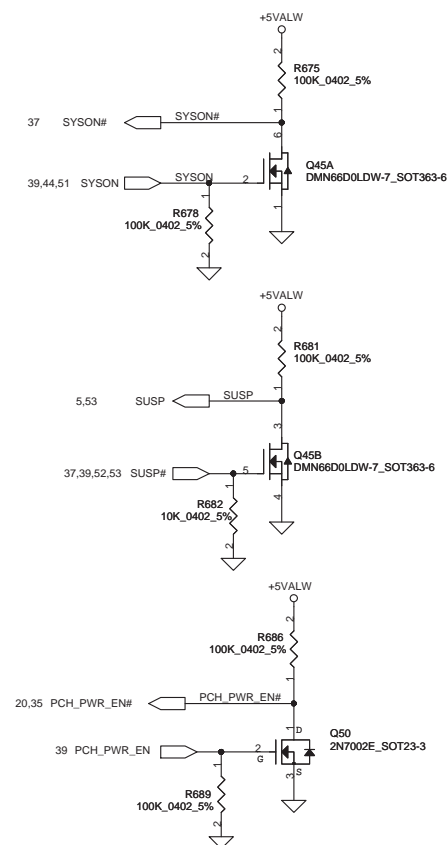 +5VALW
2
R675
100K_0402_5%
1
37 SYSON# SYSON#
6
Q45A
DMN66D0LDW-7_SOT363-6
39,44,51 SYSON SYSON 2
1
R678
100K_0402_5%
1
2
+5VALW
2
R681
100K_0402_5%
1
5,53 SUSP SUSP
3
Q45B
DMN66D0LDW-7_SOT363-6
37,39,52,53 SUSP# 5
1
R682
10K_0402_5%
4
2
+5VALW
2
R686
100K_0402_5%
1
20,35 PCH_PWR_EN# PCH_PWR_EN#
1 D
Q50
2N7002E_SOT23-3
39 PCH_PWR_EN 2
G
S
3
1
R689
100K_0402_5%
2